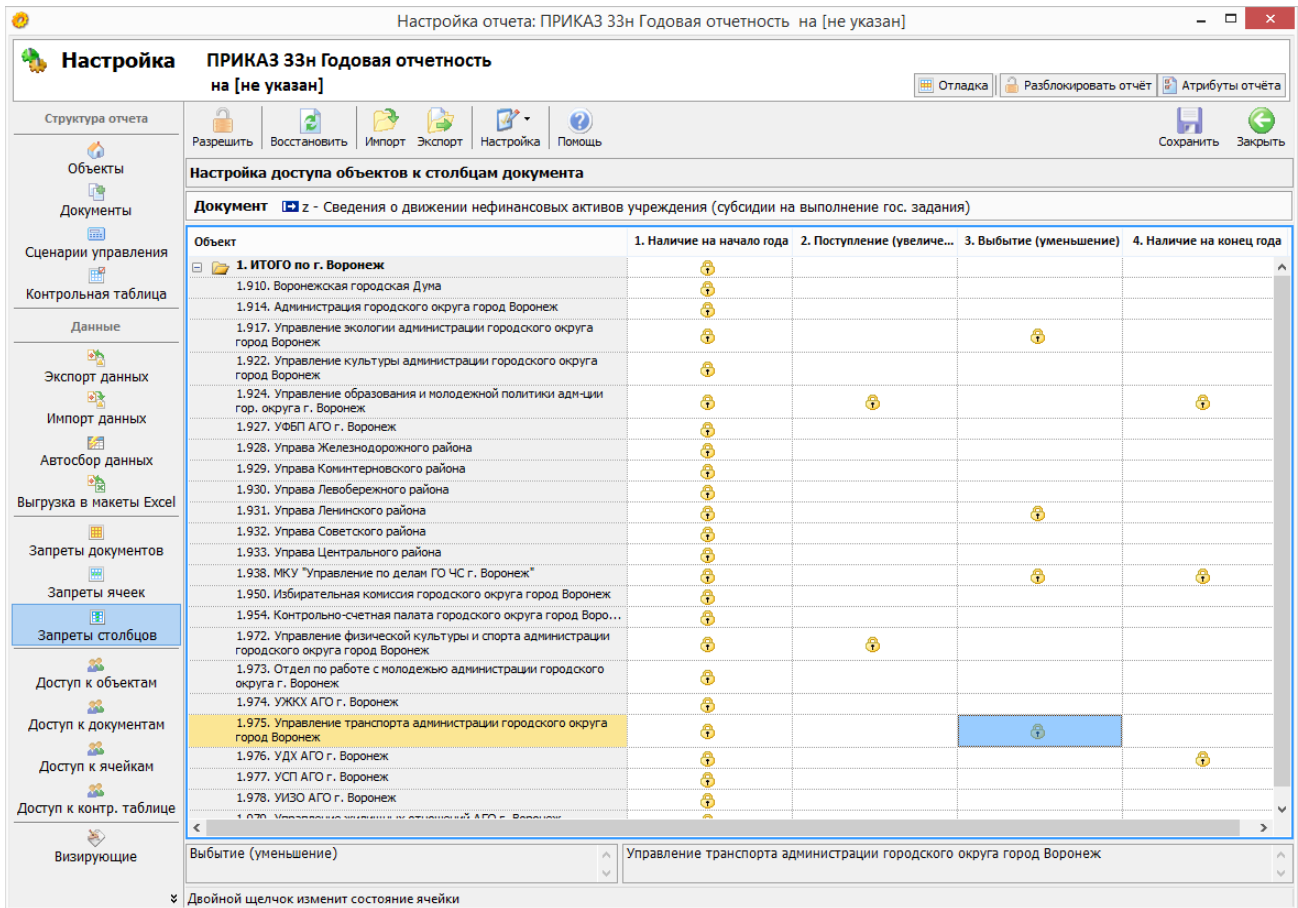 Настройка отчета: ПРИКАЗ 33н Годовая отчетность на [не указан]
Настройка
ПРИКАЗ 33н Годовая отчетность
на [не указан]
Отладка
Разблокировать отчёт
Атрибуты отчёта
Структура отчета
Объекты
Документы
Сценарии управления
Контрольная таблица
Данные
Экспорт данных
Импорт данных
Автосбор данных
Выгрузка в макеты Excel
Запреты документов
Запреты ячеек
Запреты столбцов
Доступ к объектам
Доступ к документам
Доступ к ячейкам
Доступ к контр. таблице
Визирующие
Разрешить
Восстановить
Импорт
Экспорт
Настройка
Помощь
Сохранить
Закрыть
Настройка доступа объектов к столбцам документа
Документ z - Сведения о движении нефинансовых активов учреждения (субсидии на выполнение гос. задания)
Объект 1. Наличие на начало года 2. Поступление (увеличе... 3. Выбытие (уменьшение) 4. Наличие на конец года
1. ИТОГО по г. Воронеж
1.910. Воронежская городская Дума
1.914. Администрация городского округа город Воронеж
1.917. Управление экологии администрации городского округа
город Воронеж
1.922. Управление культуры администрации городского округа
город Воронеж
1.924. Управление образования и молодежной политики адм-ции
гор. округа г. Воронеж
1.927. УФБП АГО г. Воронеж
1.928. Управа Железнодорожного района
1.929. Управа Коминтерновского района
1.930. Управа Левобережного района
1.931. Управа Ленинского района
1.932. Управа Советского района
1.933. Управа Центрального района
1.938. МКУ "Управление по делам ГО ЧС г. Воронеж"
1.950. Избирательная комиссия городского округа город Воронеж
1.954. Контрольно-счетная палата городского округа город Воро...
1.972. Управление физической культуры и спорта администрации
городского округа город Воронеж
1.973. Отдел по работе с молодежью администрации городского
округа г. Воронеж
1.974. УЖКХ АГО г. Воронеж
1.975. Управление транспорта администрации городского округа
город Воронеж
1.976. УДХ АГО г. Воронеж
1.977. УСП АГО г. Воронеж
1.978. УИЗО АГО г. Воронеж
1.979. Управление жилищных отношений АГО г. Воронеж
Выбытие (уменьшение)
Управление транспорта администрации городского округа город Воронеж
Двойной щелчок изменит состояние ячейки